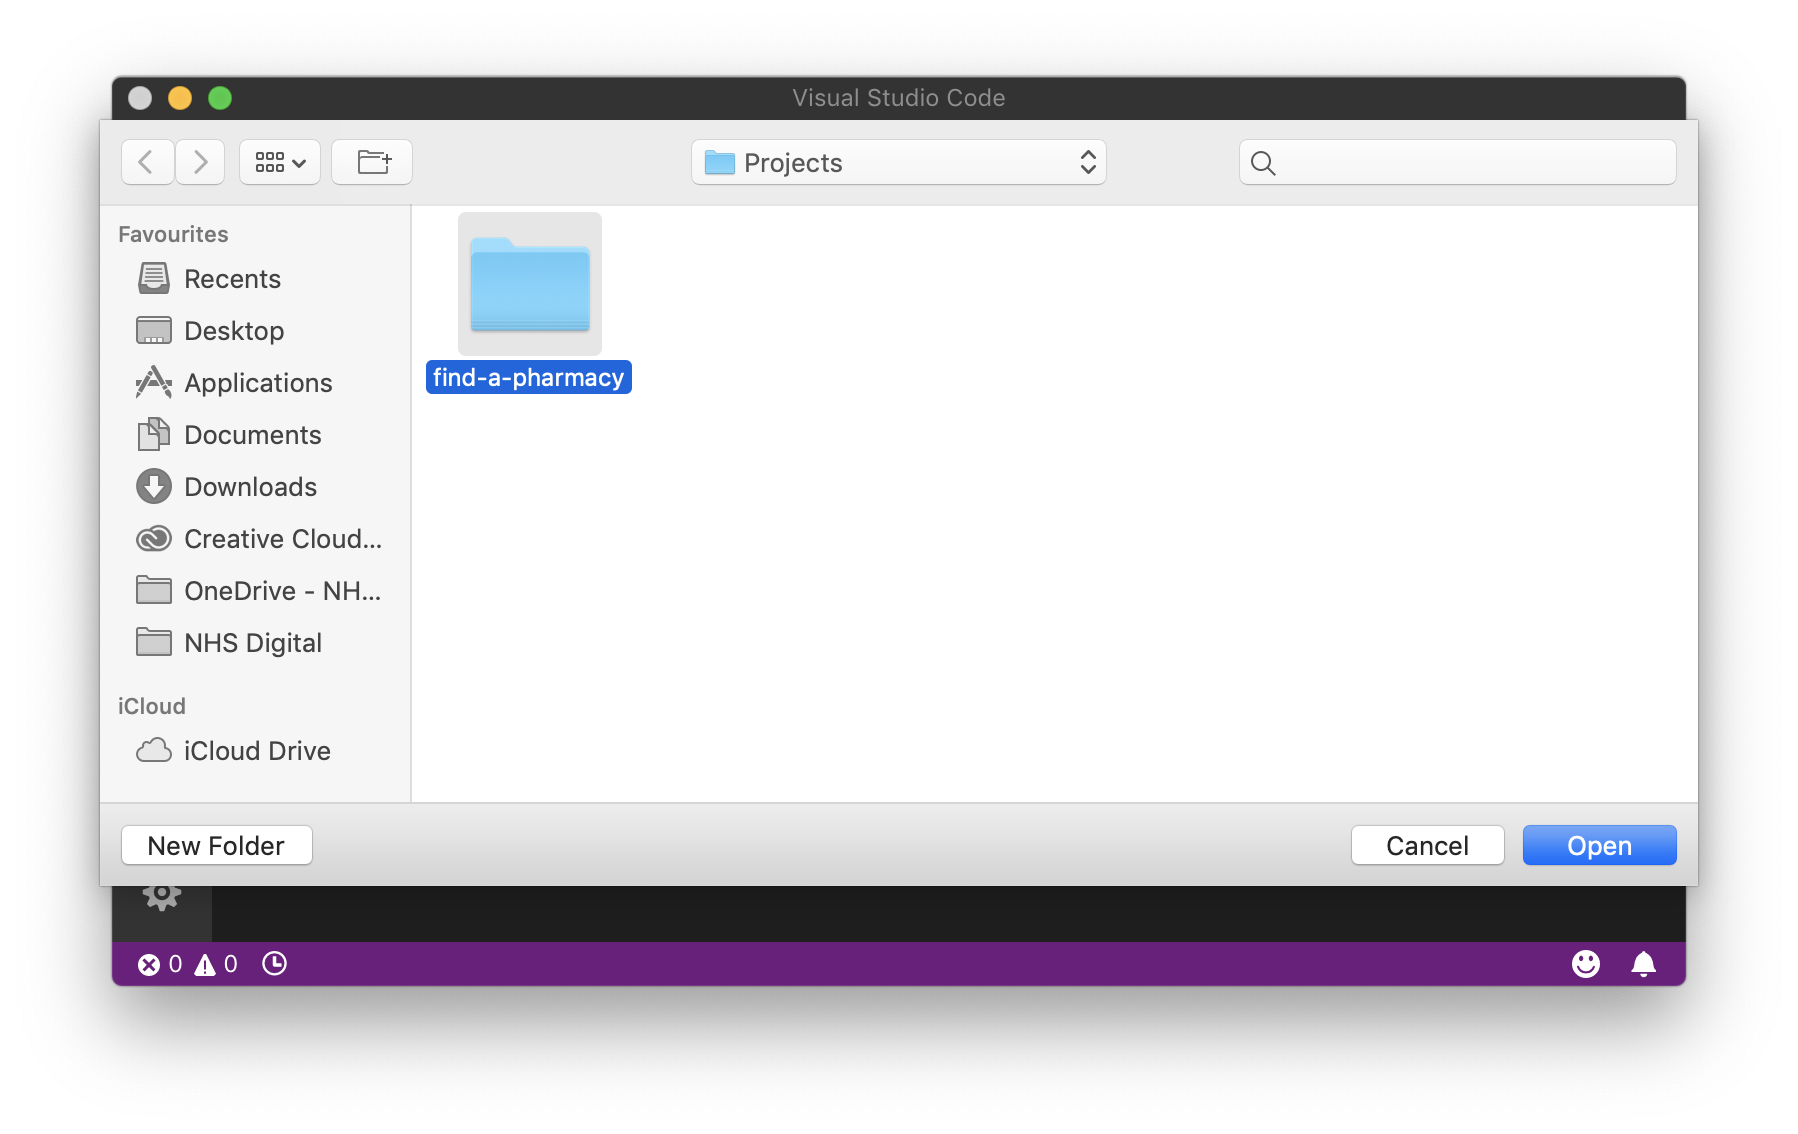 Visual Studio Code
Projects
Favourites
Recents
Desktop
Applications
Documents
Downloads
Creative Cloud...
OneDrive - NH...
NHS Digital
iCloud
iCloud Drive
find-a-pharmacy
New Folder
Cancel
Open
0
0